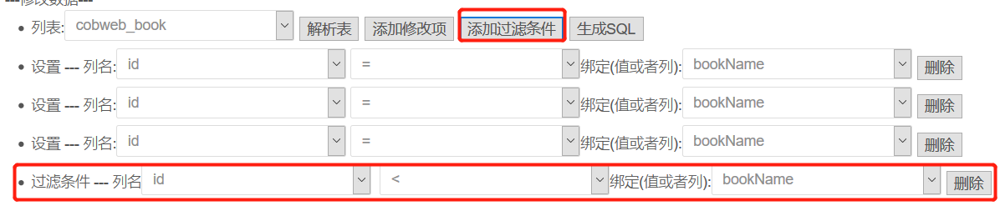 ---修改数据---
列表: cobweb_book 解析表 添加修改项 添加过滤条件 生成SQL
设置 --- 列名: id = 绑定(值或者列): bookName 删除
设置 --- 列名: id = 绑定(值或者列): bookName 删除
设置 --- 列名: id = 绑定(值或者列): bookName 删除
过滤条件 --- 列名 id < 绑定(值或者列): bookName 删除